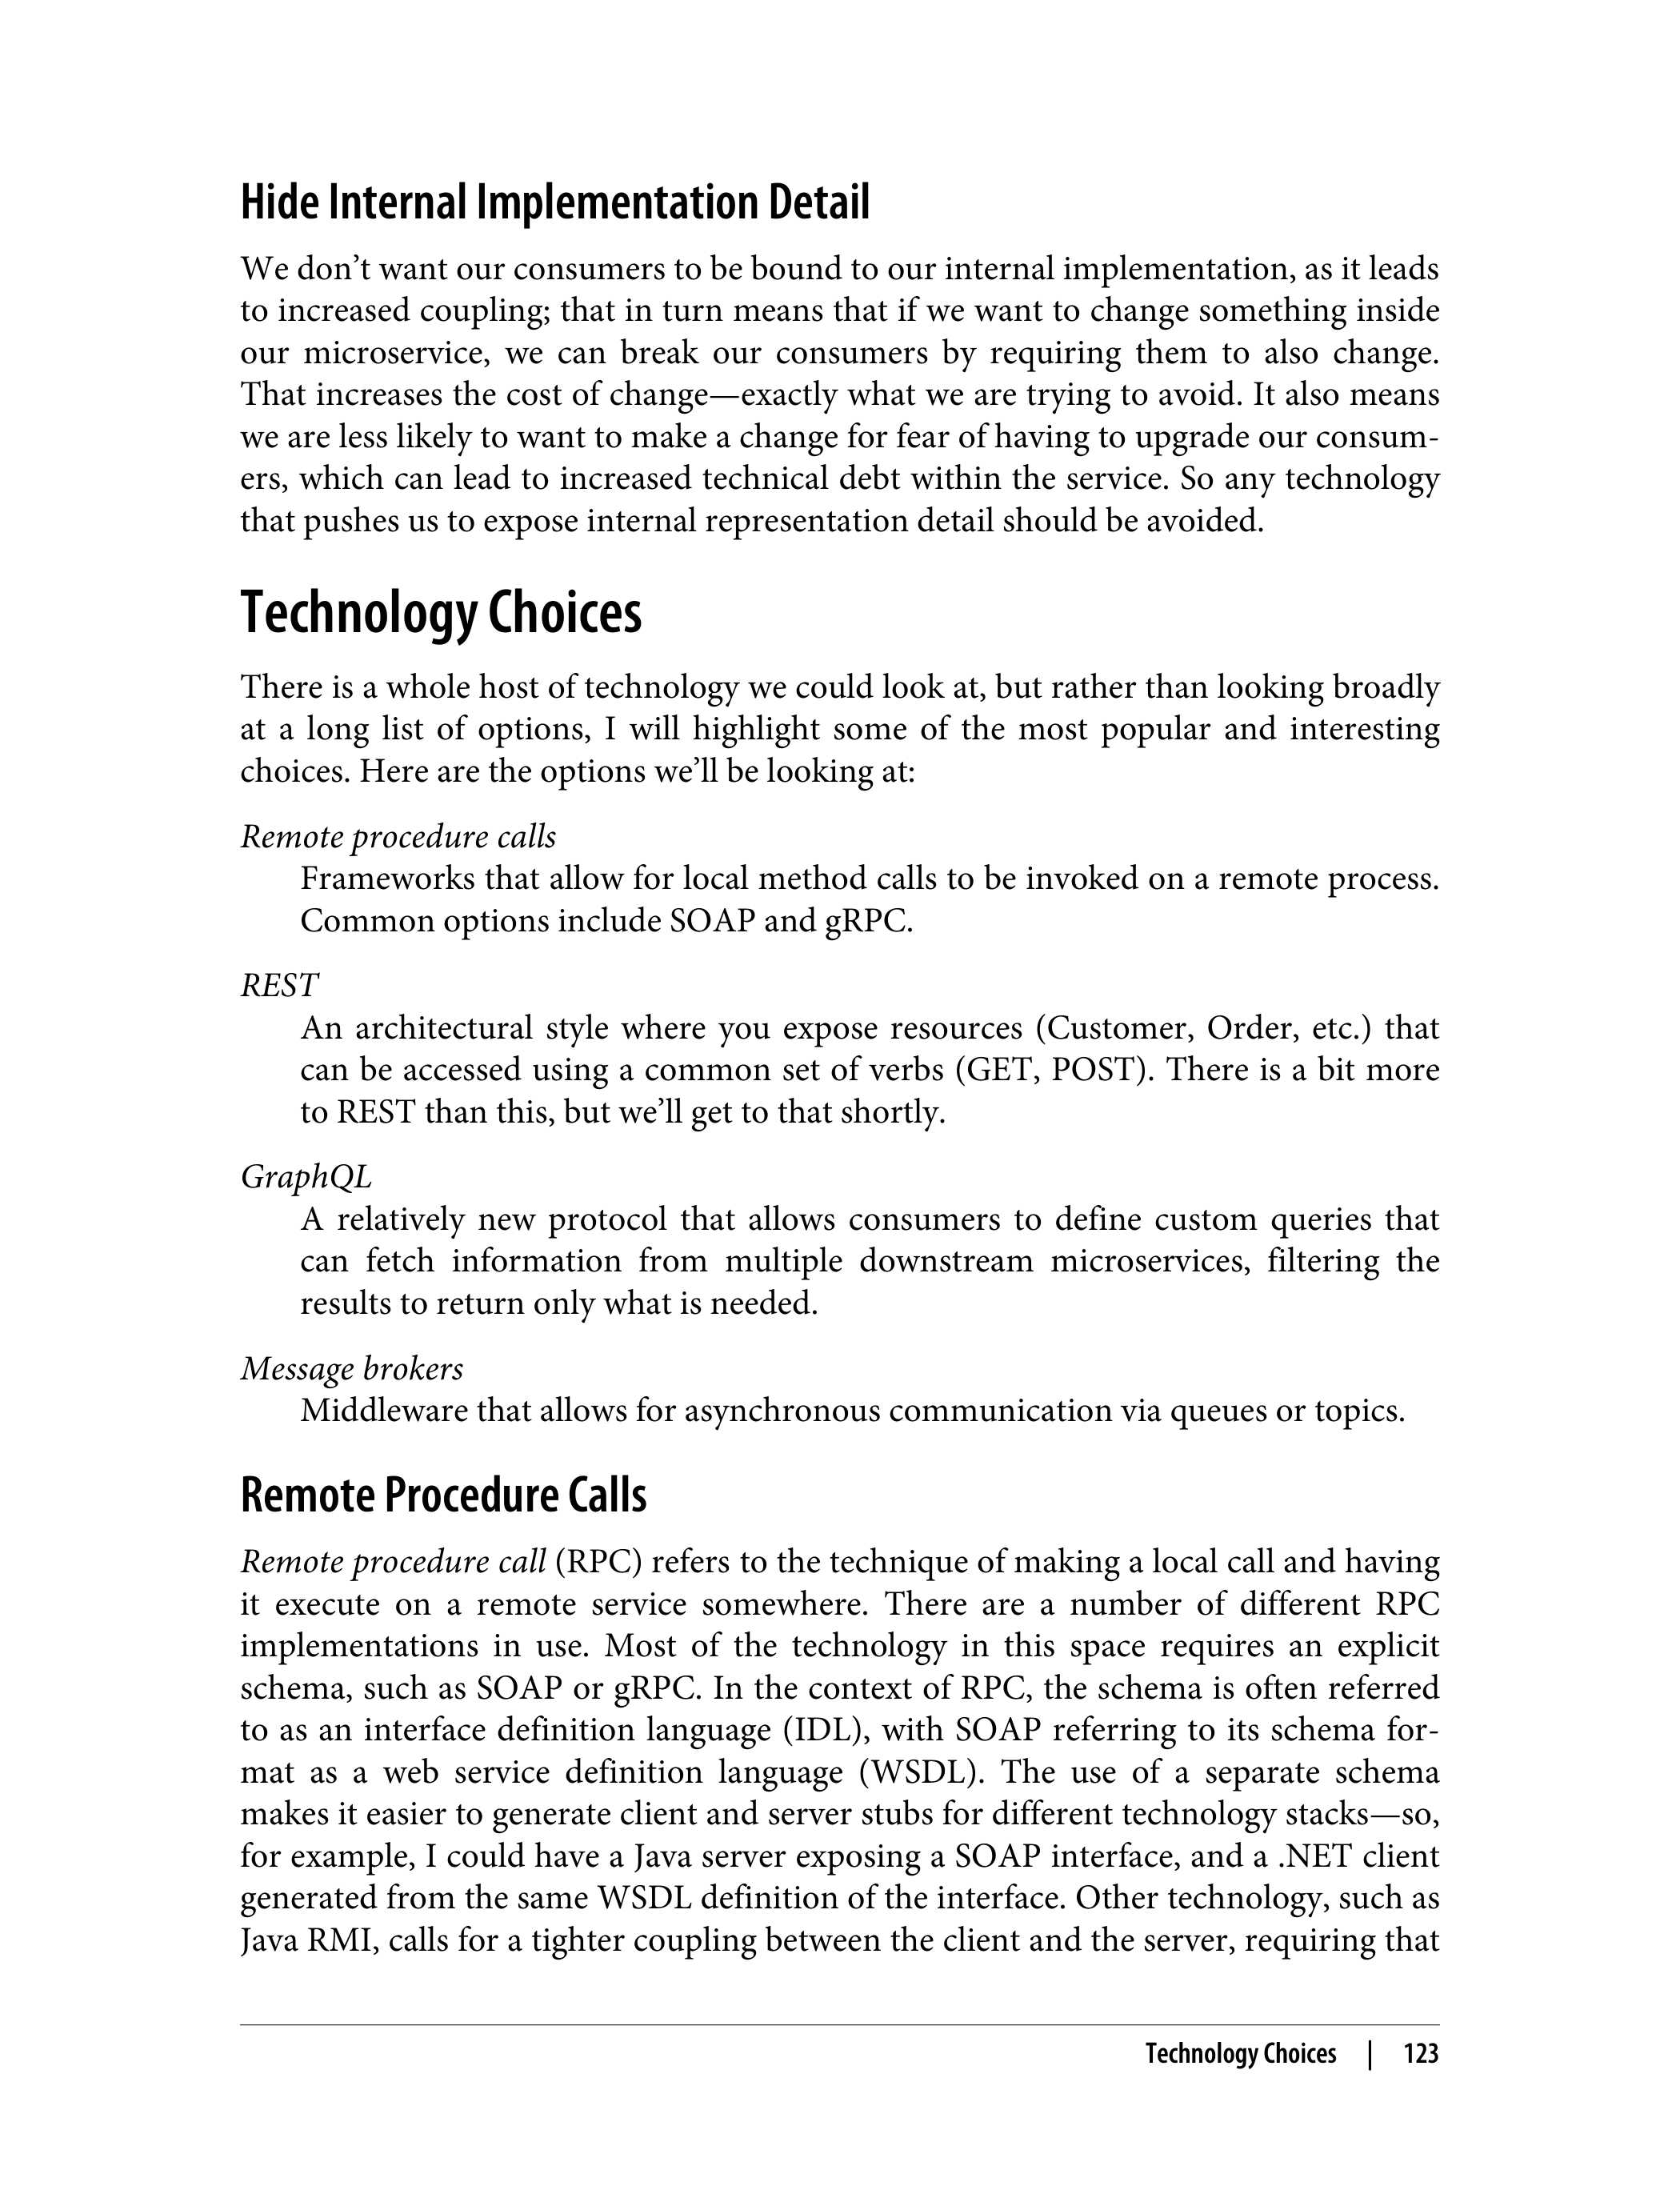 Hide Internal Implementation Detail
We don’t want our consumers to be bound to our internal implementation, as it leads
to increased coupling; that in turn means that if we want to change something inside
our microservice, we can break our consumers by requiring them to also change.
That increases the cost of change—exactly what we are trying to avoid. It also means
we are less likely to want to make a change for fear of having to upgrade our consum-
ers, which can lead to increased technical debt within the service. So any technology
that pushes us to expose internal representation detail should be avoided.
Technology Choices
There is a whole host of technology we could look at, but rather than looking broadly
at a long list of options, I will highlight some of the most popular and interesting
choices. Here are the options we’ll be looking at:
Remote procedure calls
Frameworks that allow for local method calls to be invoked on a remote process.
Common options include SOAP and gRPC.
REST
An architectural style where you expose resources (Customer, Order, etc.) that
can be accessed using a common set of verbs (GET, POST). There is a bit more
to REST than this, but we’ll get to that shortly.
GraphQL
A relatively new protocol that allows consumers to define custom queries that
can fetch information from multiple downstream microservices, filtering the
results to return only what is needed.
Message brokers
Middleware that allows for asynchronous communication via queues or topics.
Remote Procedure Calls
Remote procedure call (RPC) refers to the technique of making a local call and having
it execute on a remote service somewhere. There are a number of different RPC
implementations in use. Most of the technology in this space requires an explicit
schema, such as SOAP or gRPC. In the context of RPC, the schema is often referred
to as an interface definition language (IDL), with SOAP referring to its schema for-
mat as a web service definition language (WSDL). The use of a separate schema
makes it easier to generate client and server stubs for different technology stacks—so,
for example, I could have a Java server exposing a SOAP interface, and a .NET client
generated from the same WSDL definition of the interface. Other technology, such as
Java RMI, calls for a tighter coupling between the client and the server, requiring that
Technology Choices | 123